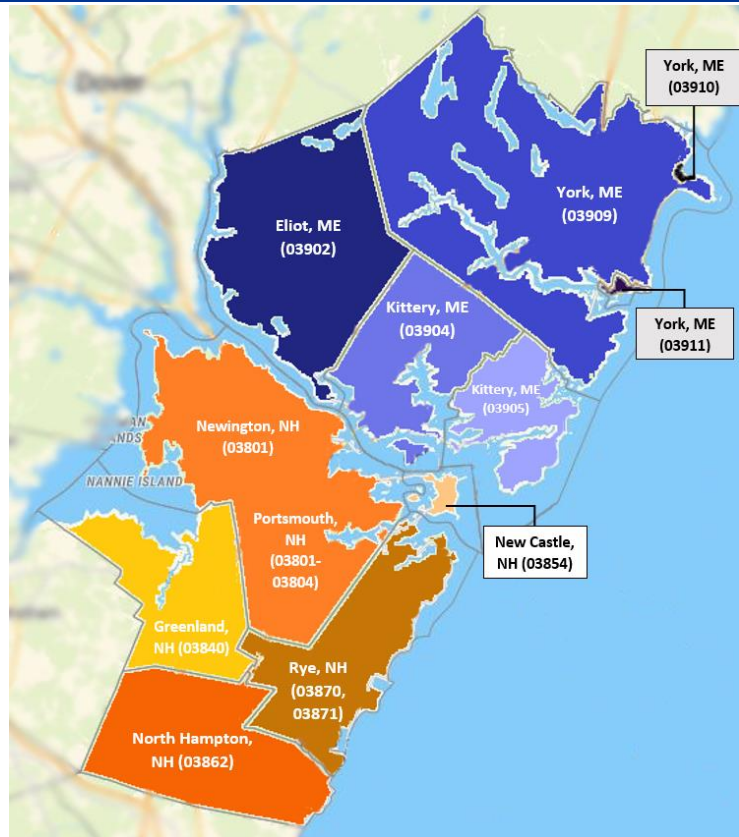 Dover
York, ME
(03910)
York, ME
(03909)
Eliot, ME
(03902)
Kittery, ME
(03904)
York, ME
(03911)
Kittery, ME
(03905)
Newington, NH
(03801)
NANNIE ISLAND
Portsmouth,
NH
(03801-
03804)
New Castle,
NH (03854)
Greenland,
NH (03840)
Rye, NH
(03870,
03871)
North Hampton,
NH (03862)